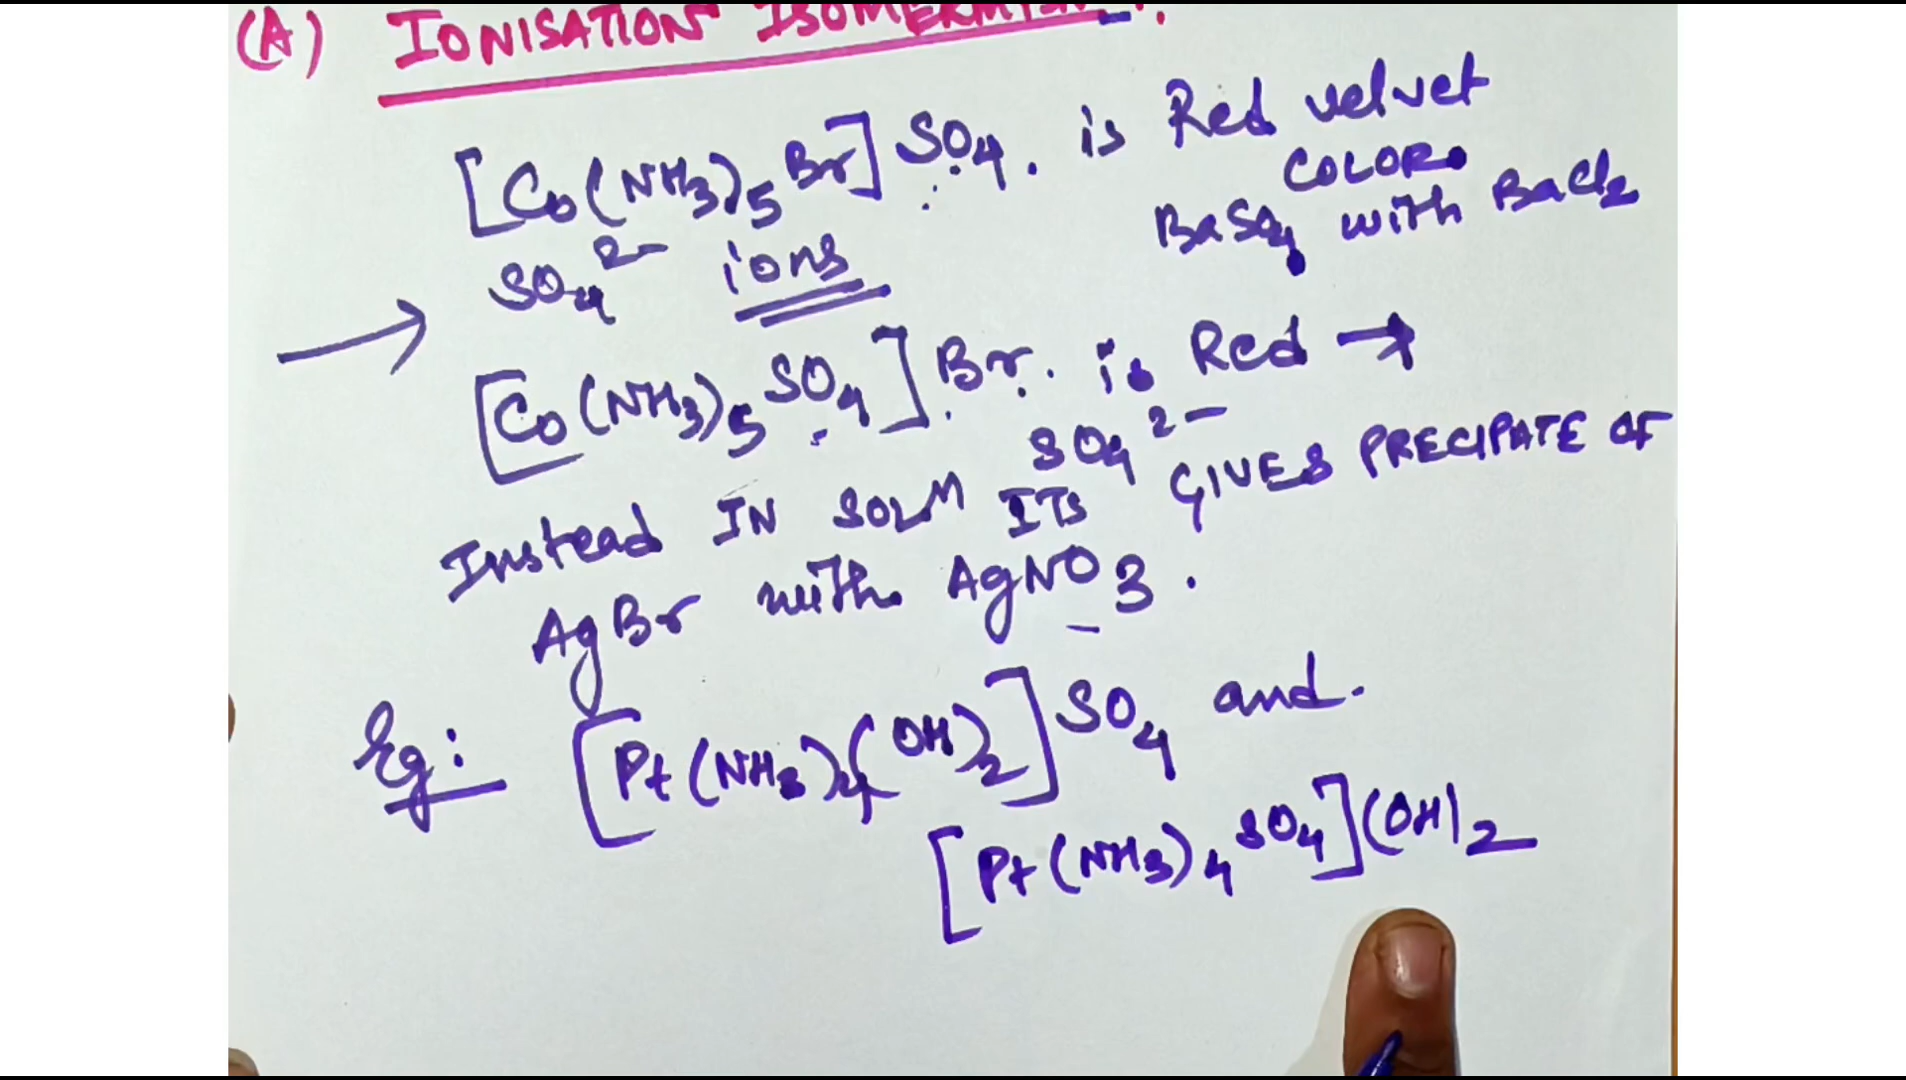 (A) IONISATION ISOMERMISM:
[Co(NH3)5Br]SO4. is Red velvet
COLOR.
SO4 2- ions BaSO4 with BaCl2
→ [Co(NH3)5SO4]Br. is Red →
SO4 2-
Instead IN SOLN ITS GIVES PRECIPATE OF
AgBr with AgNO3.
Eg: [Pt(NH3)4(OH)2]SO4 and.
[Pt(NH3)4SO4](OH)2